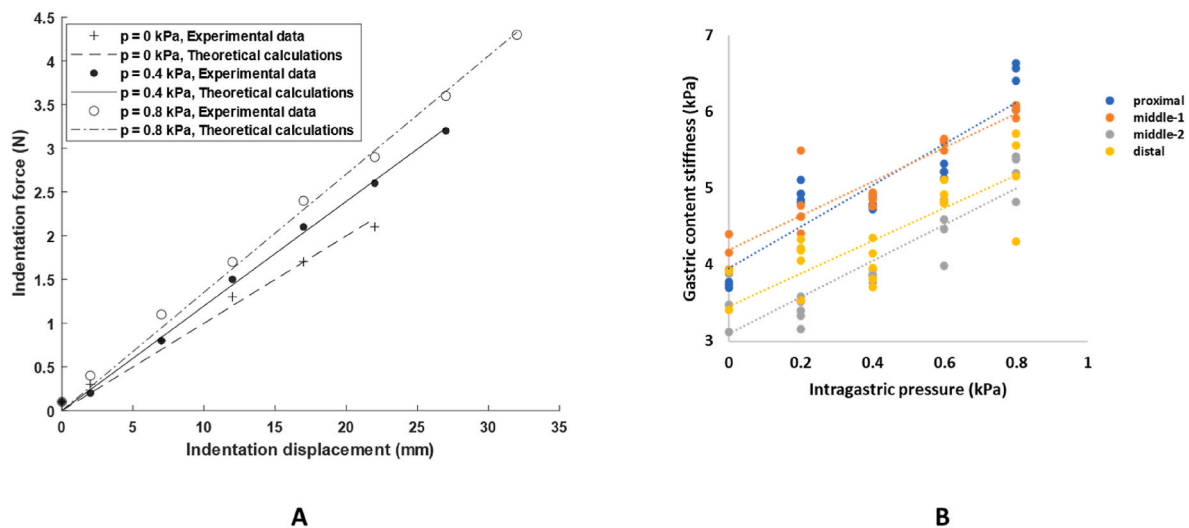 4.5
4
3.5
3
2.5
2
1.5
1
0.5
0
Indentation force (N)
p = 0 kPa, Experimental data
p = 0 kPa, Theoretical calculations
p = 0.4 kPa, Experimental data
p = 0.4 kPa, Theoretical calculations
p = 0.8 kPa, Experimental data
p = 0.8 kPa, Theoretical calculations
0 5 10 15 20 25 30 35
Indentation displacement (mm)
A
7
6
5
4
3
Gastric content stiffness (kPa)
0 0.2 0.4 0.6 0.8 1
Intragastric pressure (kPa)
proximal
middle-1
middle-2
distal
B